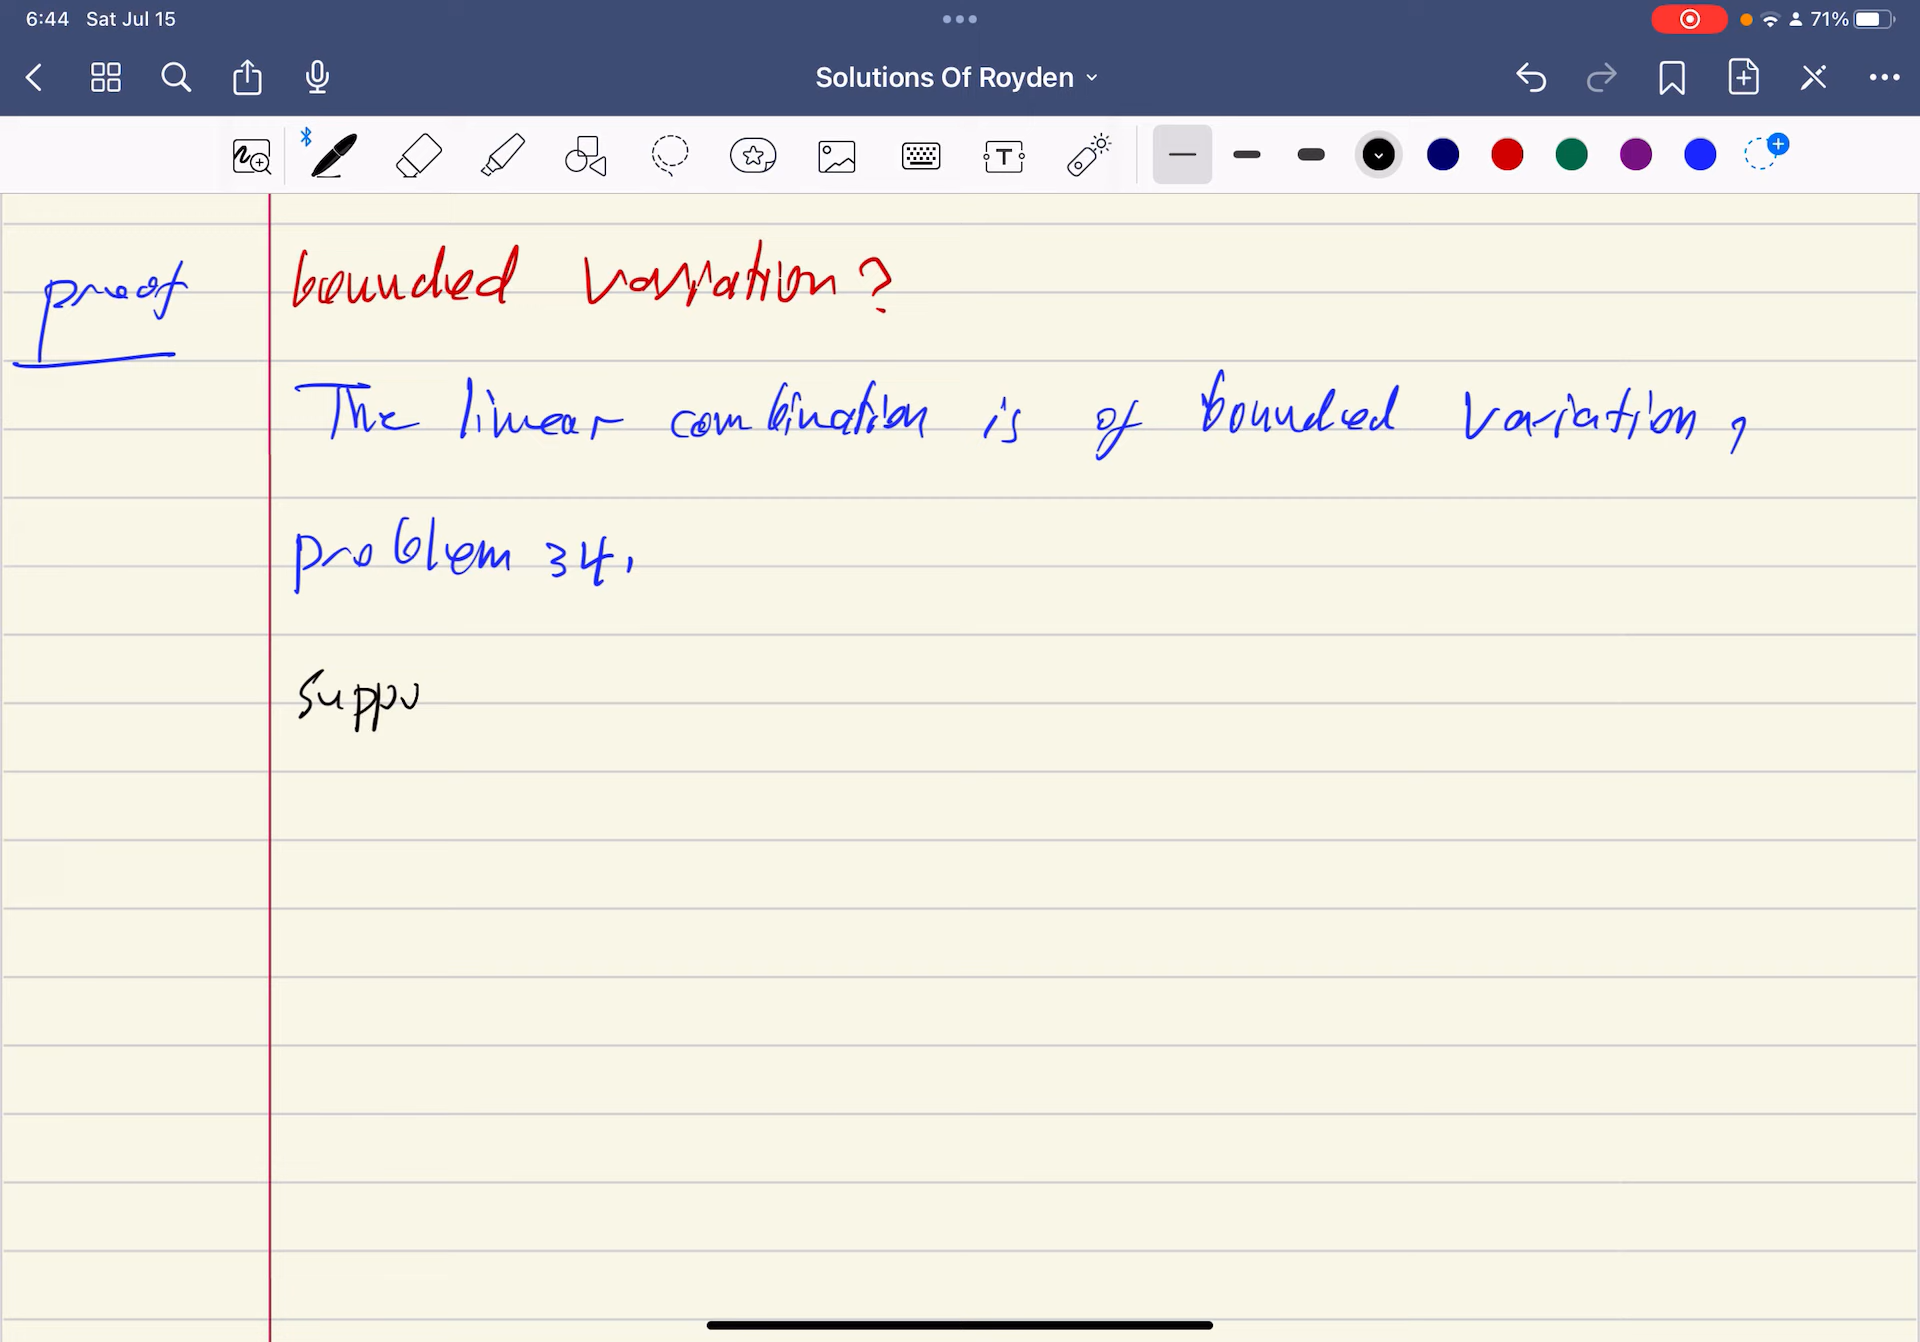 6:44 Sat Jul 15
71%
Solutions Of Royden
proof
bounded variation?
The linear combination is of bounded variation,
problem 34.
Suppo